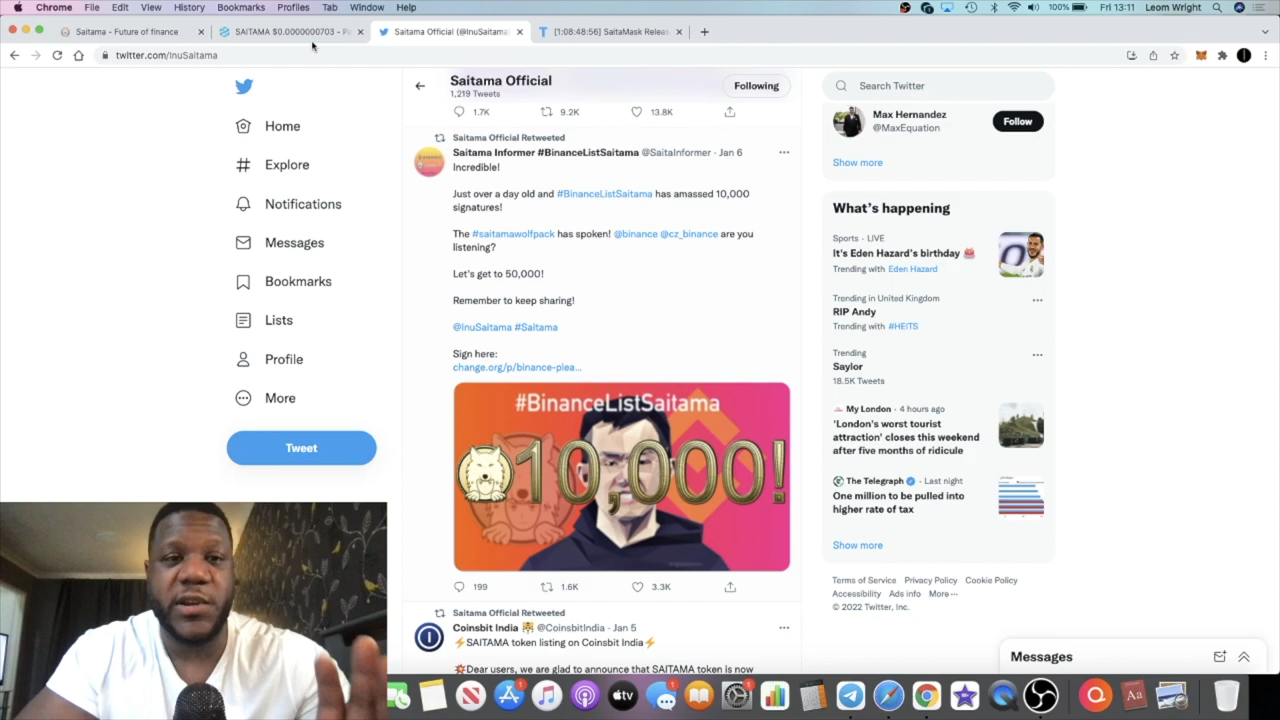 Chrome File Edit View History Bookmarks Profiles Tab Window Help 100% Fri 13:11 Leom Wright
Saitama - Future of finance
SAITAMA $0.0000000703 - P
Saitama Official (@InuSaitama
[1:08:48:56] SaitaMask Releas
twitter.com/InuSaitama
Saitama Official
1,219 Tweets
Following
Search Twitter
1.7K 9.2K 13.8K
Home
Explore
Notifications
Messages
Bookmarks
Lists
Profile
More
Tweet
Saitama Official Retweeted
Saitama Informer #BinanceListSaitama @SaitaInformer · Jan 6
Incredible!
Just over a day old and #BinanceListSaitama has amassed 10,000
signatures!
The #saitamawolfpack has spoken! @binance @cz_binance are you
listening?
Let's get to 50,000!
Remember to keep sharing!
@InuSaitama #Saitama
Sign here:
change.org/p/binance-plea...
#BinanceListSaitama
10,000!
199 1.6K 3.3K
Saitama Official Retweeted
Coinsbit India @CoinsbitIndia · Jan 5
⚡SAITAMA token listing on Coinsbit India⚡
💥Dear users, we are glad to announce that SAITAMA token is now
Max Hernandez
@MaxEquation
Follow
Show more
What's happening
Sports · LIVE
It's Eden Hazard's birthday 🎂
Trending with Eden Hazard
Trending in United Kingdom
RIP Andy
Trending with #HEITS
Trending
Saylor
18.5K Tweets
My London · 4 hours ago
'London's worst tourist
attraction' closes this weekend
after five months of ridicule
The Telegraph · Last night
One million to be pulled into
higher rate of tax
Show more
Terms of Service Privacy Policy Cookie Policy
Accessibility Ads info More ···
© 2022 Twitter, Inc.
Messages
tv
Aa